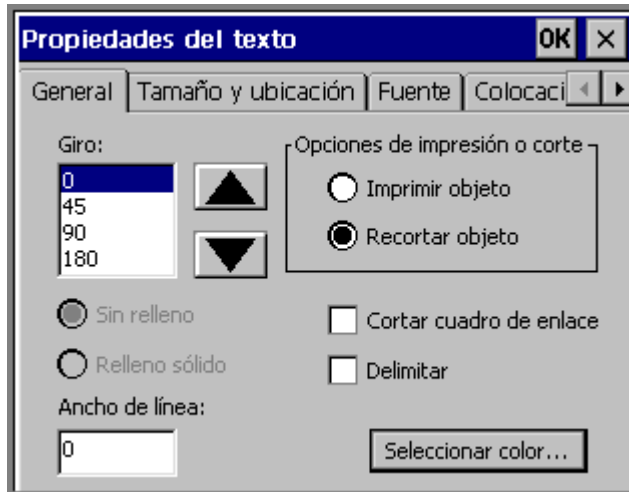 Propiedades del texto OK
General Tamaño y ubicación Fuente Colocaci
Giro:
0
45
90
180
Opciones de impresión o corte
Imprimir objeto
Recortar objeto
Sin relleno
Relleno sólido
Cortar cuadro de enlace
Delimitar
Ancho de línea:
0
Seleccionar color...